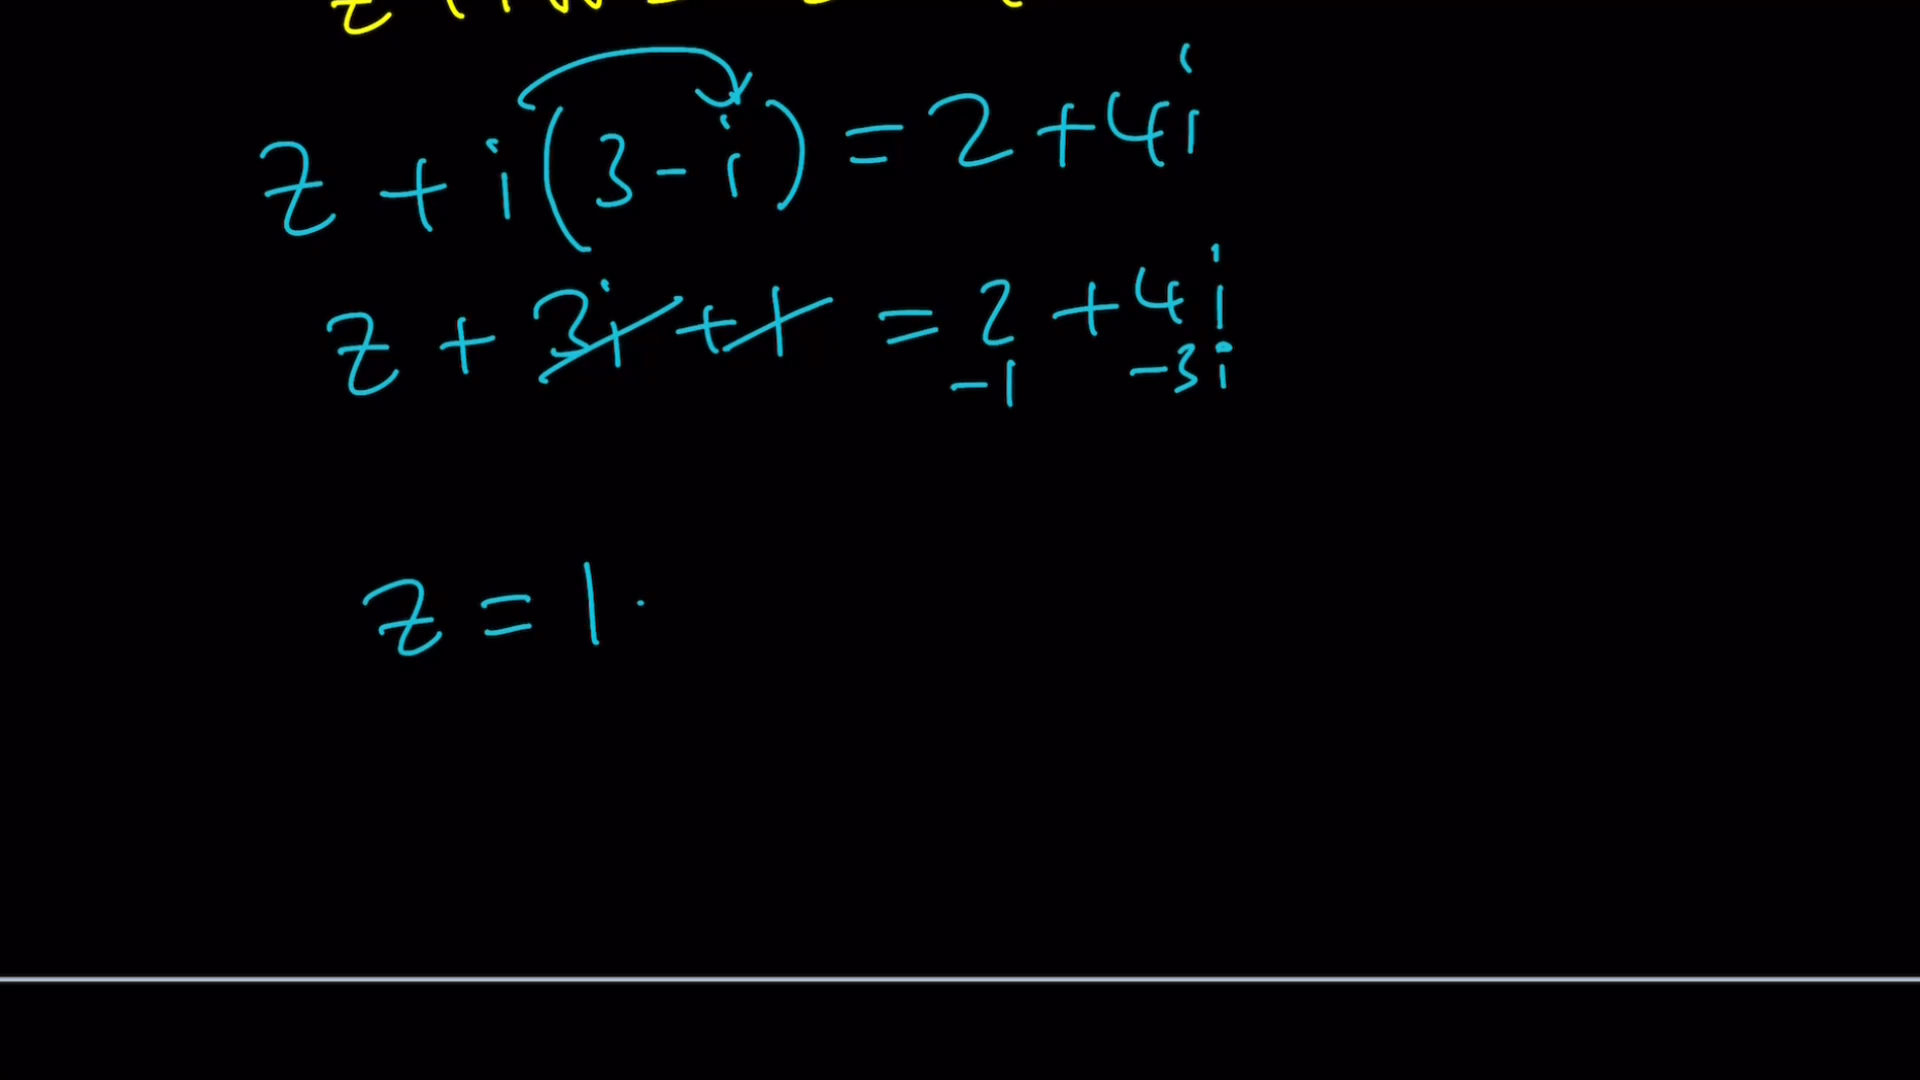 z + i(3 - i) = 2 + 4i
z + 3i + 1 = 2 + 4i
-1 -3i
z = 1